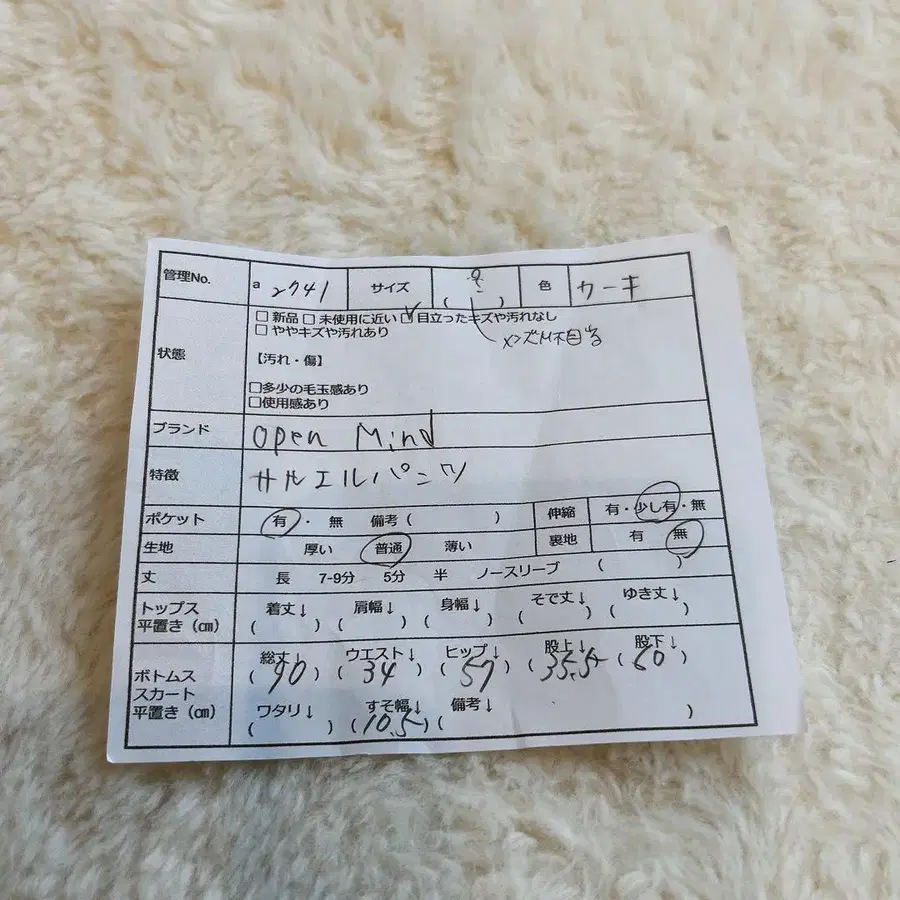 管理No. a 2741 サイズ ( ) 色 カーキ
状態 □ 新品 □ 未使用に近い ☑ 目立ったキズや汚れなし
□ ややキズや汚れあり
メンズM相当
【汚れ・傷】
□多少の毛玉感あり
□使用感あり
ブランド open Mind
特徴 サルエルパンツ
ポケット 有 ・ 無 備考 ( ) 伸縮 有・少し有・無
生地 厚い 普通 薄い 裏地 有 無
丈 長 7-9分 5分 半 ノースリーブ ( )
トップス 着丈↓ 肩幅↓ 身幅↓ そで丈↓ ゆき丈↓
平置き(㎝) ( ) ( ) ( ) ( ) ( )
ボトムス 総丈↓ ウエスト↓ ヒップ↓ 股上↓ 股下↓
スカート (90) (34) (57) (35.5) (60)
平置き(㎝) ワタリ↓ すそ幅↓ 備考↓
( ) (10.5) ( )